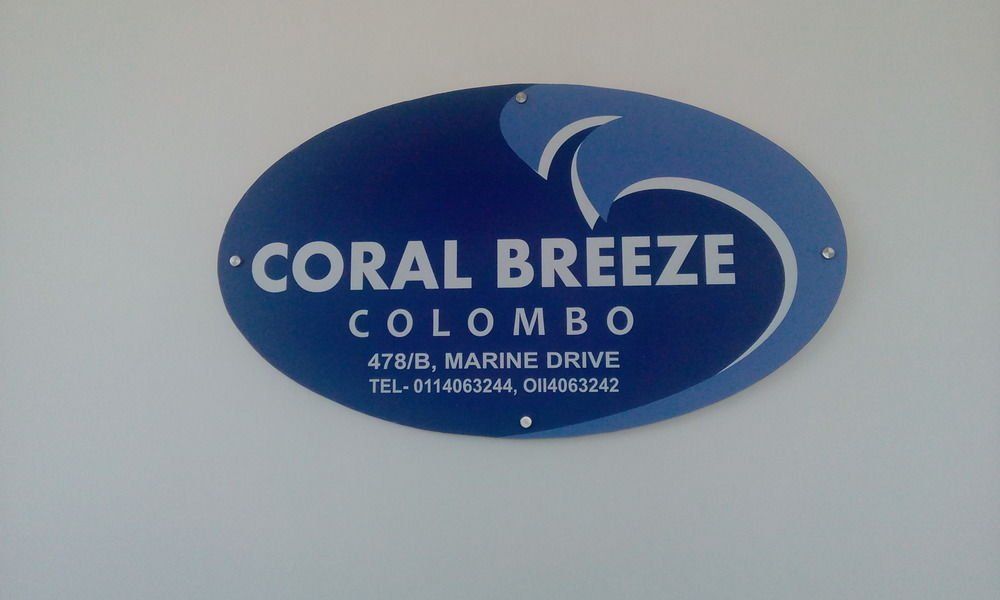 CORAL BREEZE
COLOMBO
478/B, MARINE DRIVE
TEL- 0114063244, OII4063242